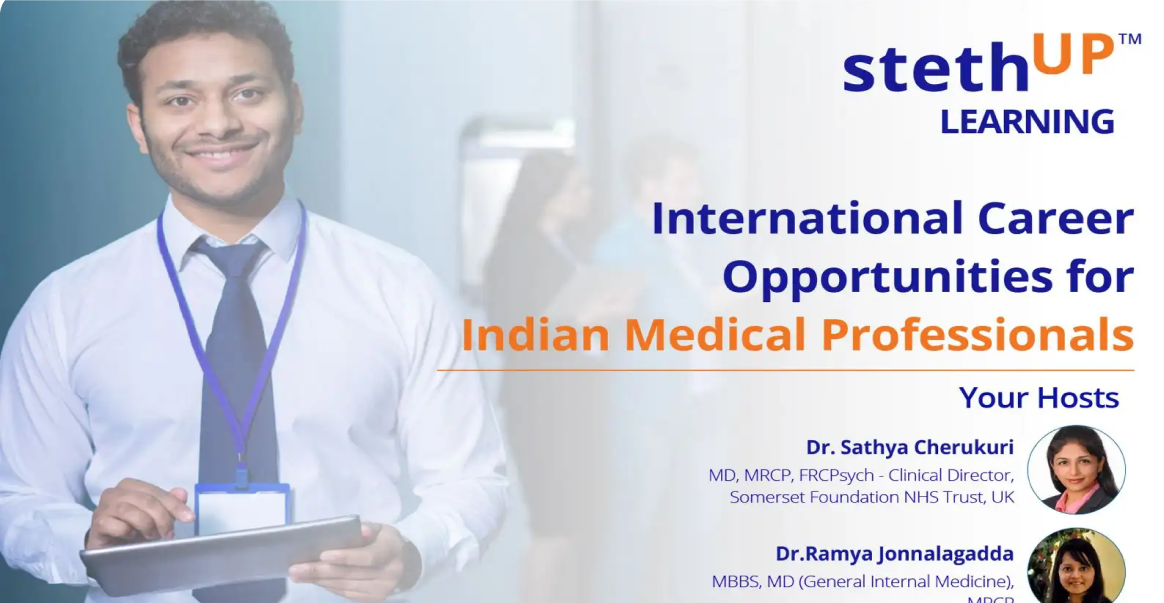 stethUP™
LEARNING
International Career
Opportunities for
Indian Medical Professionals
Your Hosts
Dr. Sathya Cherukuri
MD, MRCP, FRCPsych - Clinical Director,
Somerset Foundation NHS Trust, UK
Dr.Ramya Jonnalagadda
MBBS, MD (General Internal Medicine),
MRCP